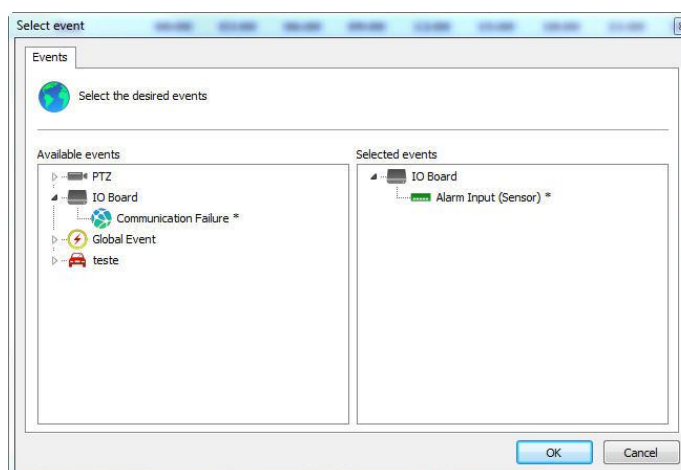 Select event
Events
Select the desired events
Available events
PTZ
IO Board
Communication Failure *
Global Event
teste
Selected events
IO Board
Alarm Input (Sensor) *
OK
Cancel